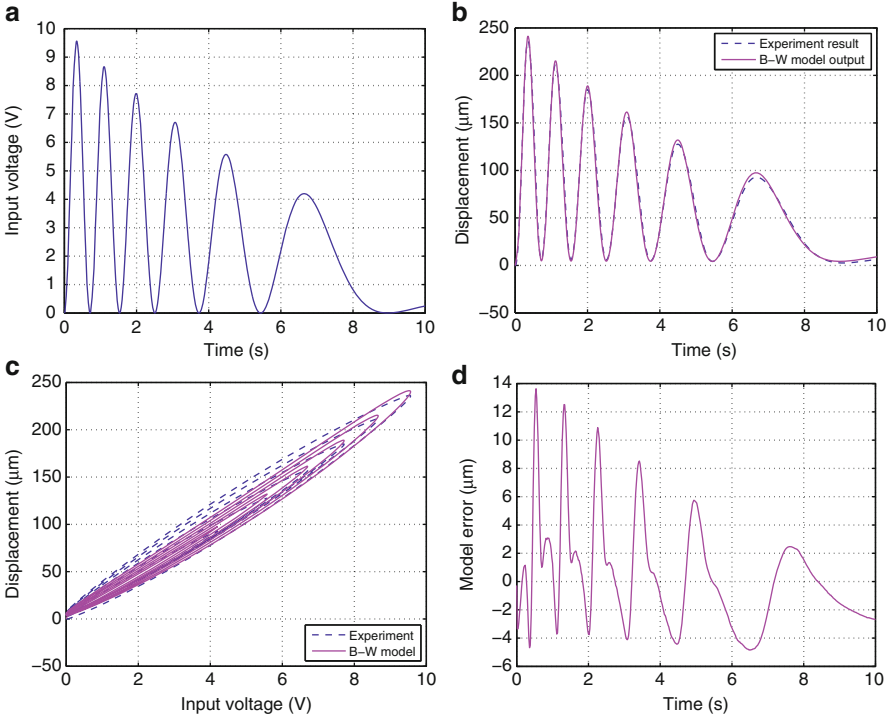 a
Input voltage (V)
10
9
8
7
6
5
4
3
2
1
0
0 2 4 6 8 10
Time (s)
b
Displacement (μm)
250
200
150
100
50
0
−50
Experiment result
B−W model output
0 2 4 6 8 10
Time (s)
c
Displacement (μm)
250
200
150
100
50
0
−50
Experiment
B−W model
0 2 4 6 8 10
Input voltage (V)
d
Model error (μm)
14
12
10
8
6
4
2
0
−2
−4
−6
0 2 4 6 8 10
Time (s)